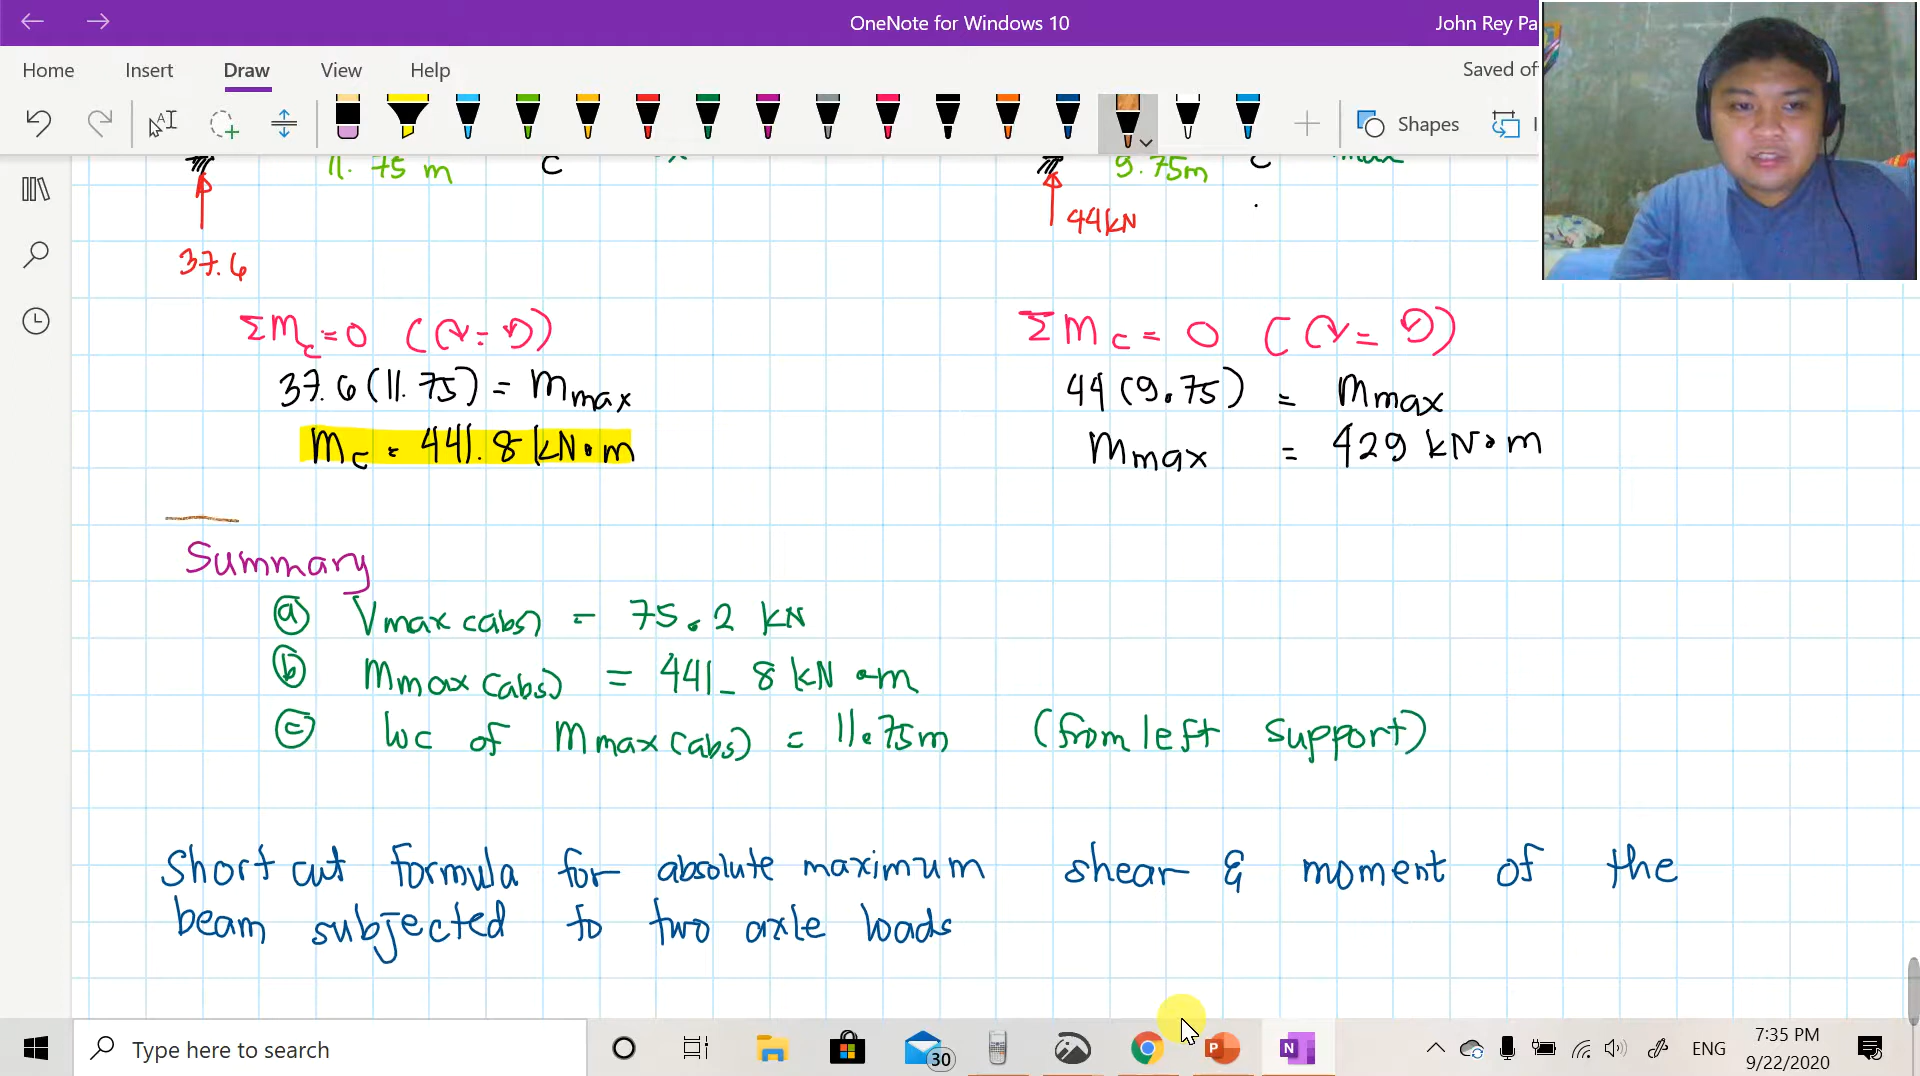 OneNote for Windows 10
John Rey Pa
Home Insert Draw View Help
Saved of
Shapes
11.75 m C
9.75m C max
37.6
44kN
ΣMc=0 (↻=↺)
37.6(11.75) = Mmax
Mc = 441.8 kN•m
ΣMc = 0 (↻=↺)
44(9.75) = Mmax
Mmax = 429 kN•m
Summary
ⓐ Vmax(abs) = 75.2 kN
ⓑ Mmax(abs) = 441.8 kN•m
ⓒ loc of Mmax(abs) = 11.75m (from left support)
Short cut formula for absolute maximum shear & moment of the
beam subjected to two axle loads
Type here to search
30
ENG
7:35 PM
9/22/2020